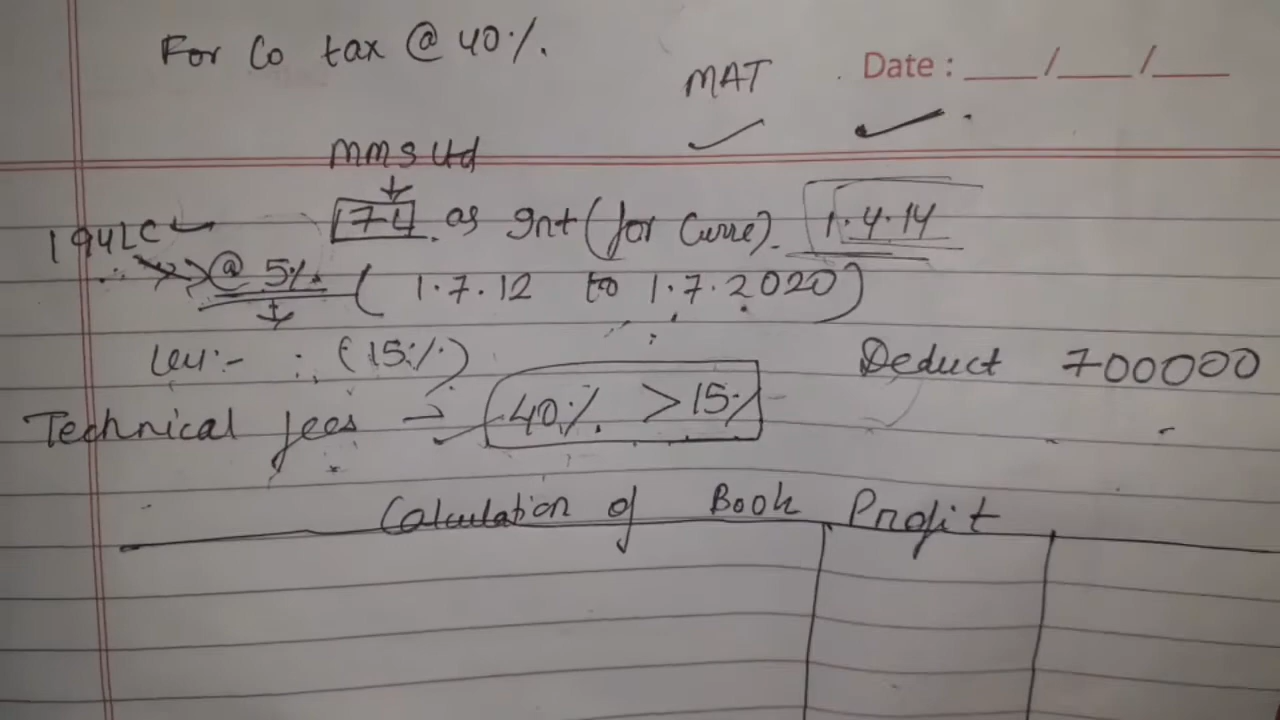 For Co tax @ 40%.
MAT
Date : ___/___/___
MMS Ltd
174 as Int (for Curre). 1.4.14
194LC
@ 5% (1.7.12 to 1.7.2020)
(15%)
Deduct 700000
Technical fees → 40% > 15%
Calculation of Book Profit